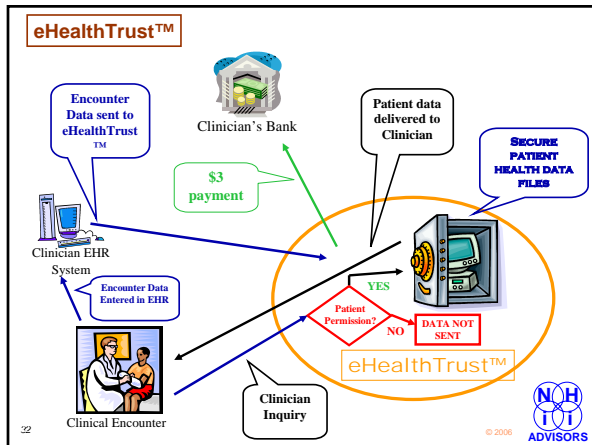 eHealthTrust™
Encounter
Data sent to
eHealthTrust
™
Clinician's Bank
Patient data
delivered to
Clinician
SECURE
PATIENT
HEALTH DATA
FILES
$3
payment
Clinician EHR
System
Encounter Data
Entered in EHR
YES
Patient
Permission?
NO
DATA NOT
SENT
eHealthTrust™
Clinical Encounter
Clinician
Inquiry
22
© 2006
N H
i i
ADVISORS